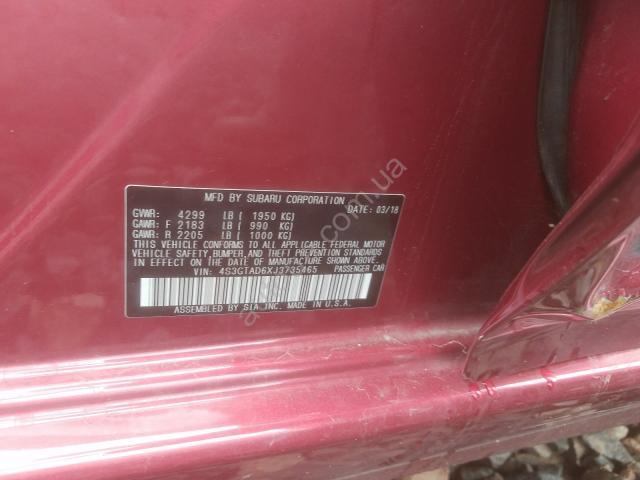 MFD BY SUBARU CORPORATION
GVWR: 4299 LB ( 1950 KG) DATE: 03/18
GAWR: F 2183 LB ( 990 KG)
GAWR: R 2205 LB ( 1000 KG)
THIS VEHICLE CONFORMS TO ALL APPLICABLE FEDERAL MOTOR
VEHICLE SAFETY, BUMPER, AND THEFT PREVENTION STANDARDS
IN EFFECT ON THE DATE OF MANUFACTURE SHOWN ABOVE.
VIN: 4S3GTAD6XJ3735465 PASSENGER CAR
ASSEMBLED BY SIA, INC. MADE IN U.S.A.